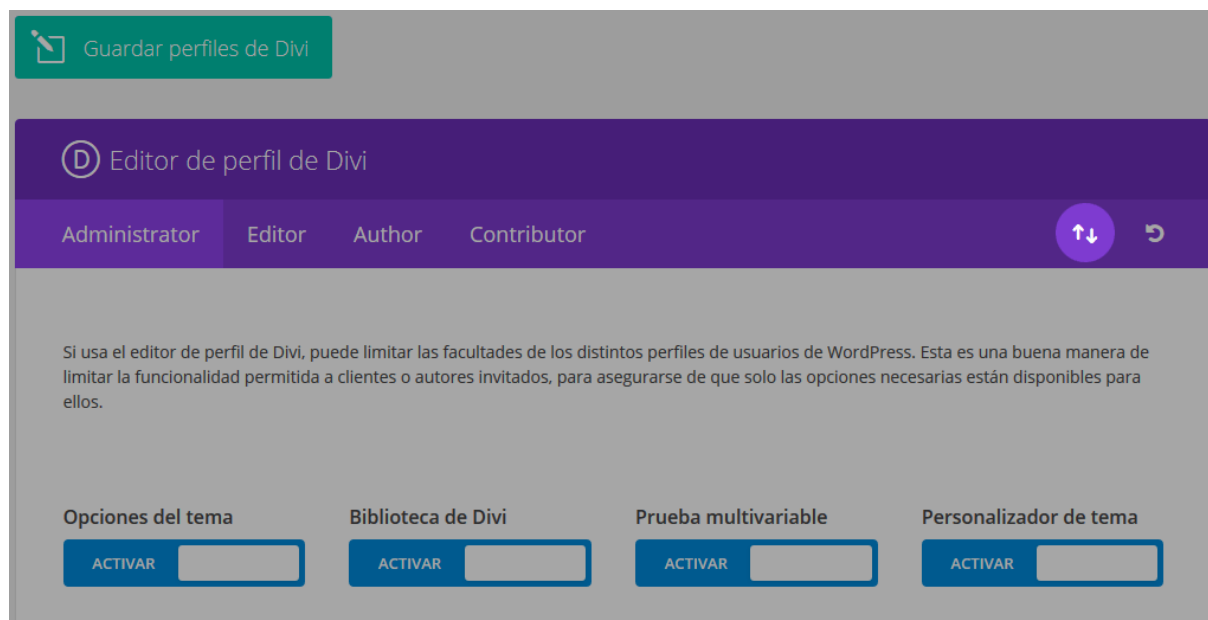 Guardar perfiles de Divi
D Editor de perfil de Divi
Administrator Editor Author Contributor
Si usa el editor de perfil de Divi, puede limitar las facultades de los distintos perfiles de usuarios de WordPress. Esta es una buena manera de
limitar la funcionalidad permitida a clientes o autores invitados, para asegurarse de que solo las opciones necesarias están disponibles para
ellos.
Opciones del tema Biblioteca de Divi Prueba multivariable Personalizador de tema
ACTIVAR ACTIVAR ACTIVAR ACTIVAR